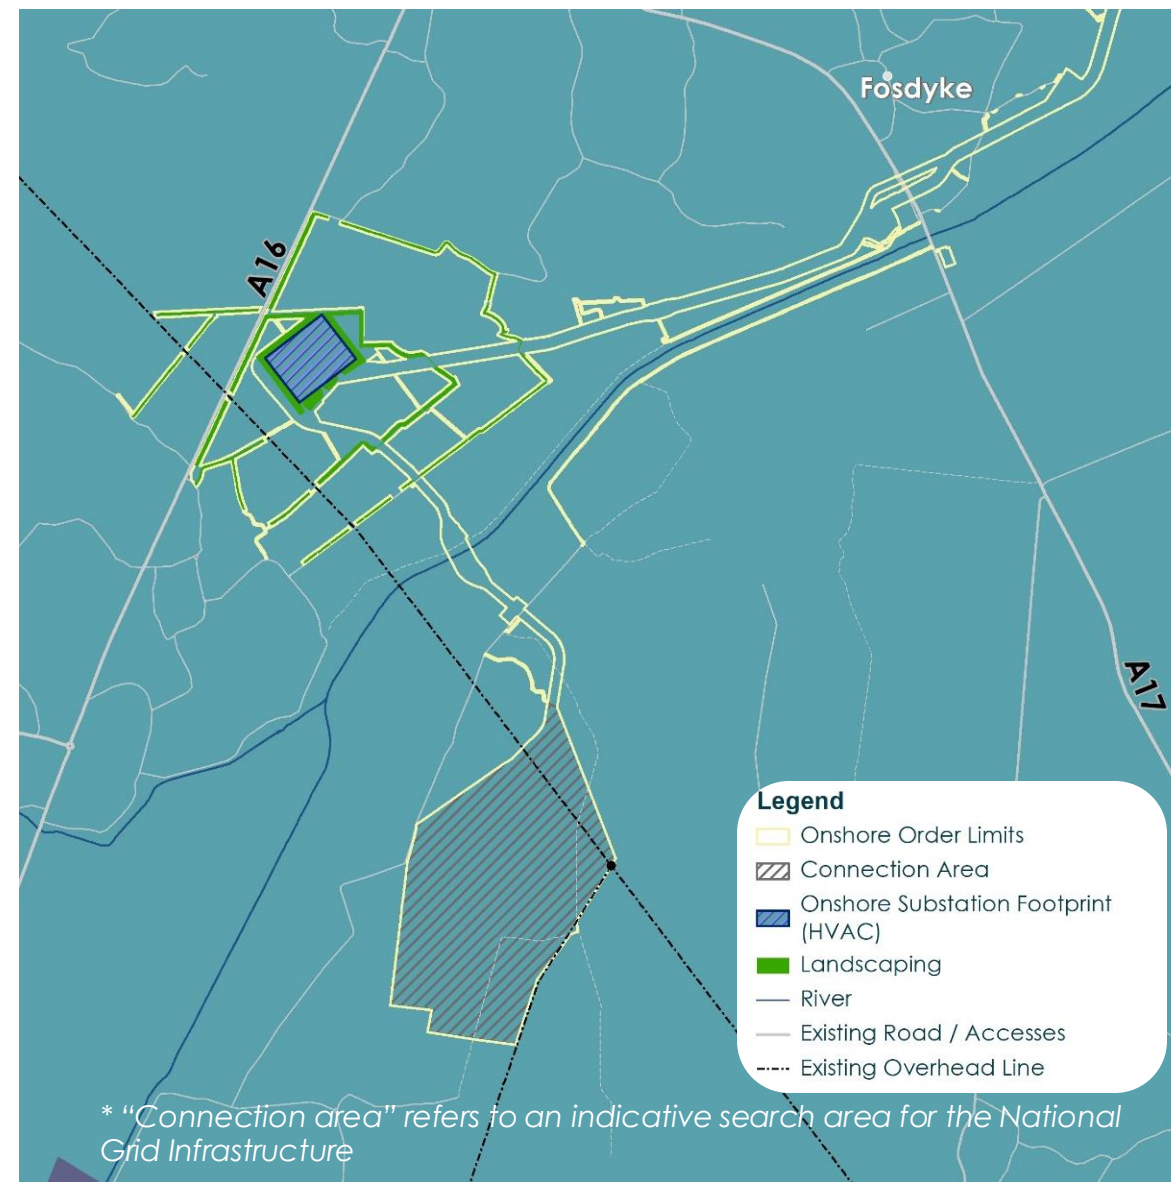 Fosdyke
A16
A17
Legend
Onshore Order Limits
Connection Area
Onshore Substation Footprint
(HVAC)
Landscaping
River
Existing Road / Accesses
Existing Overhead Line
* “Connection area” refers to an indicative search area for the National
Grid Infrastructure